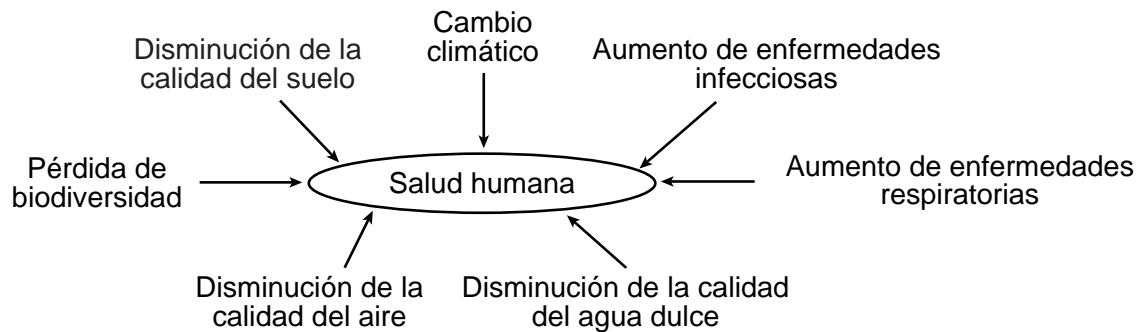 Cambio
climático
Disminución de la
calidad del suelo
Aumento de enfermedades
infecciosas
Pérdida de
biodiversidad
Salud humana
Aumento de enfermedades
respiratorias
Disminución de la
calidad del aire
Disminución de la calidad
del agua dulce